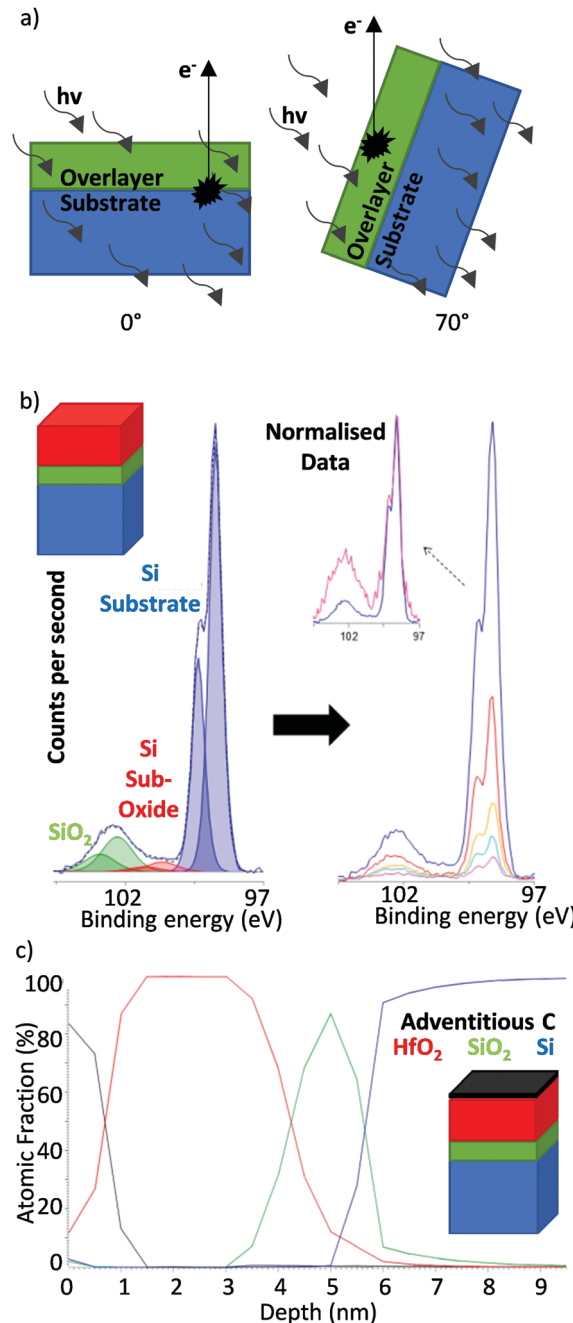 a)
e-
e-
hv
hv
Overlayer
Substrate
Overlayer
Substrate
0°
70°
b)
Normalised
Data
102
97
Si
Substrate
Counts per second
Si
Sub-
Oxide
SiO2
102
97
Binding energy (eV)
102
97
Binding energy (eV)
c)
100
80
60
40
20
0
Atomic Fraction (%)
Adventitious C
HfO2 SiO2 Si
0 1 2 3 4 5 6 7 8 9
Depth (nm)